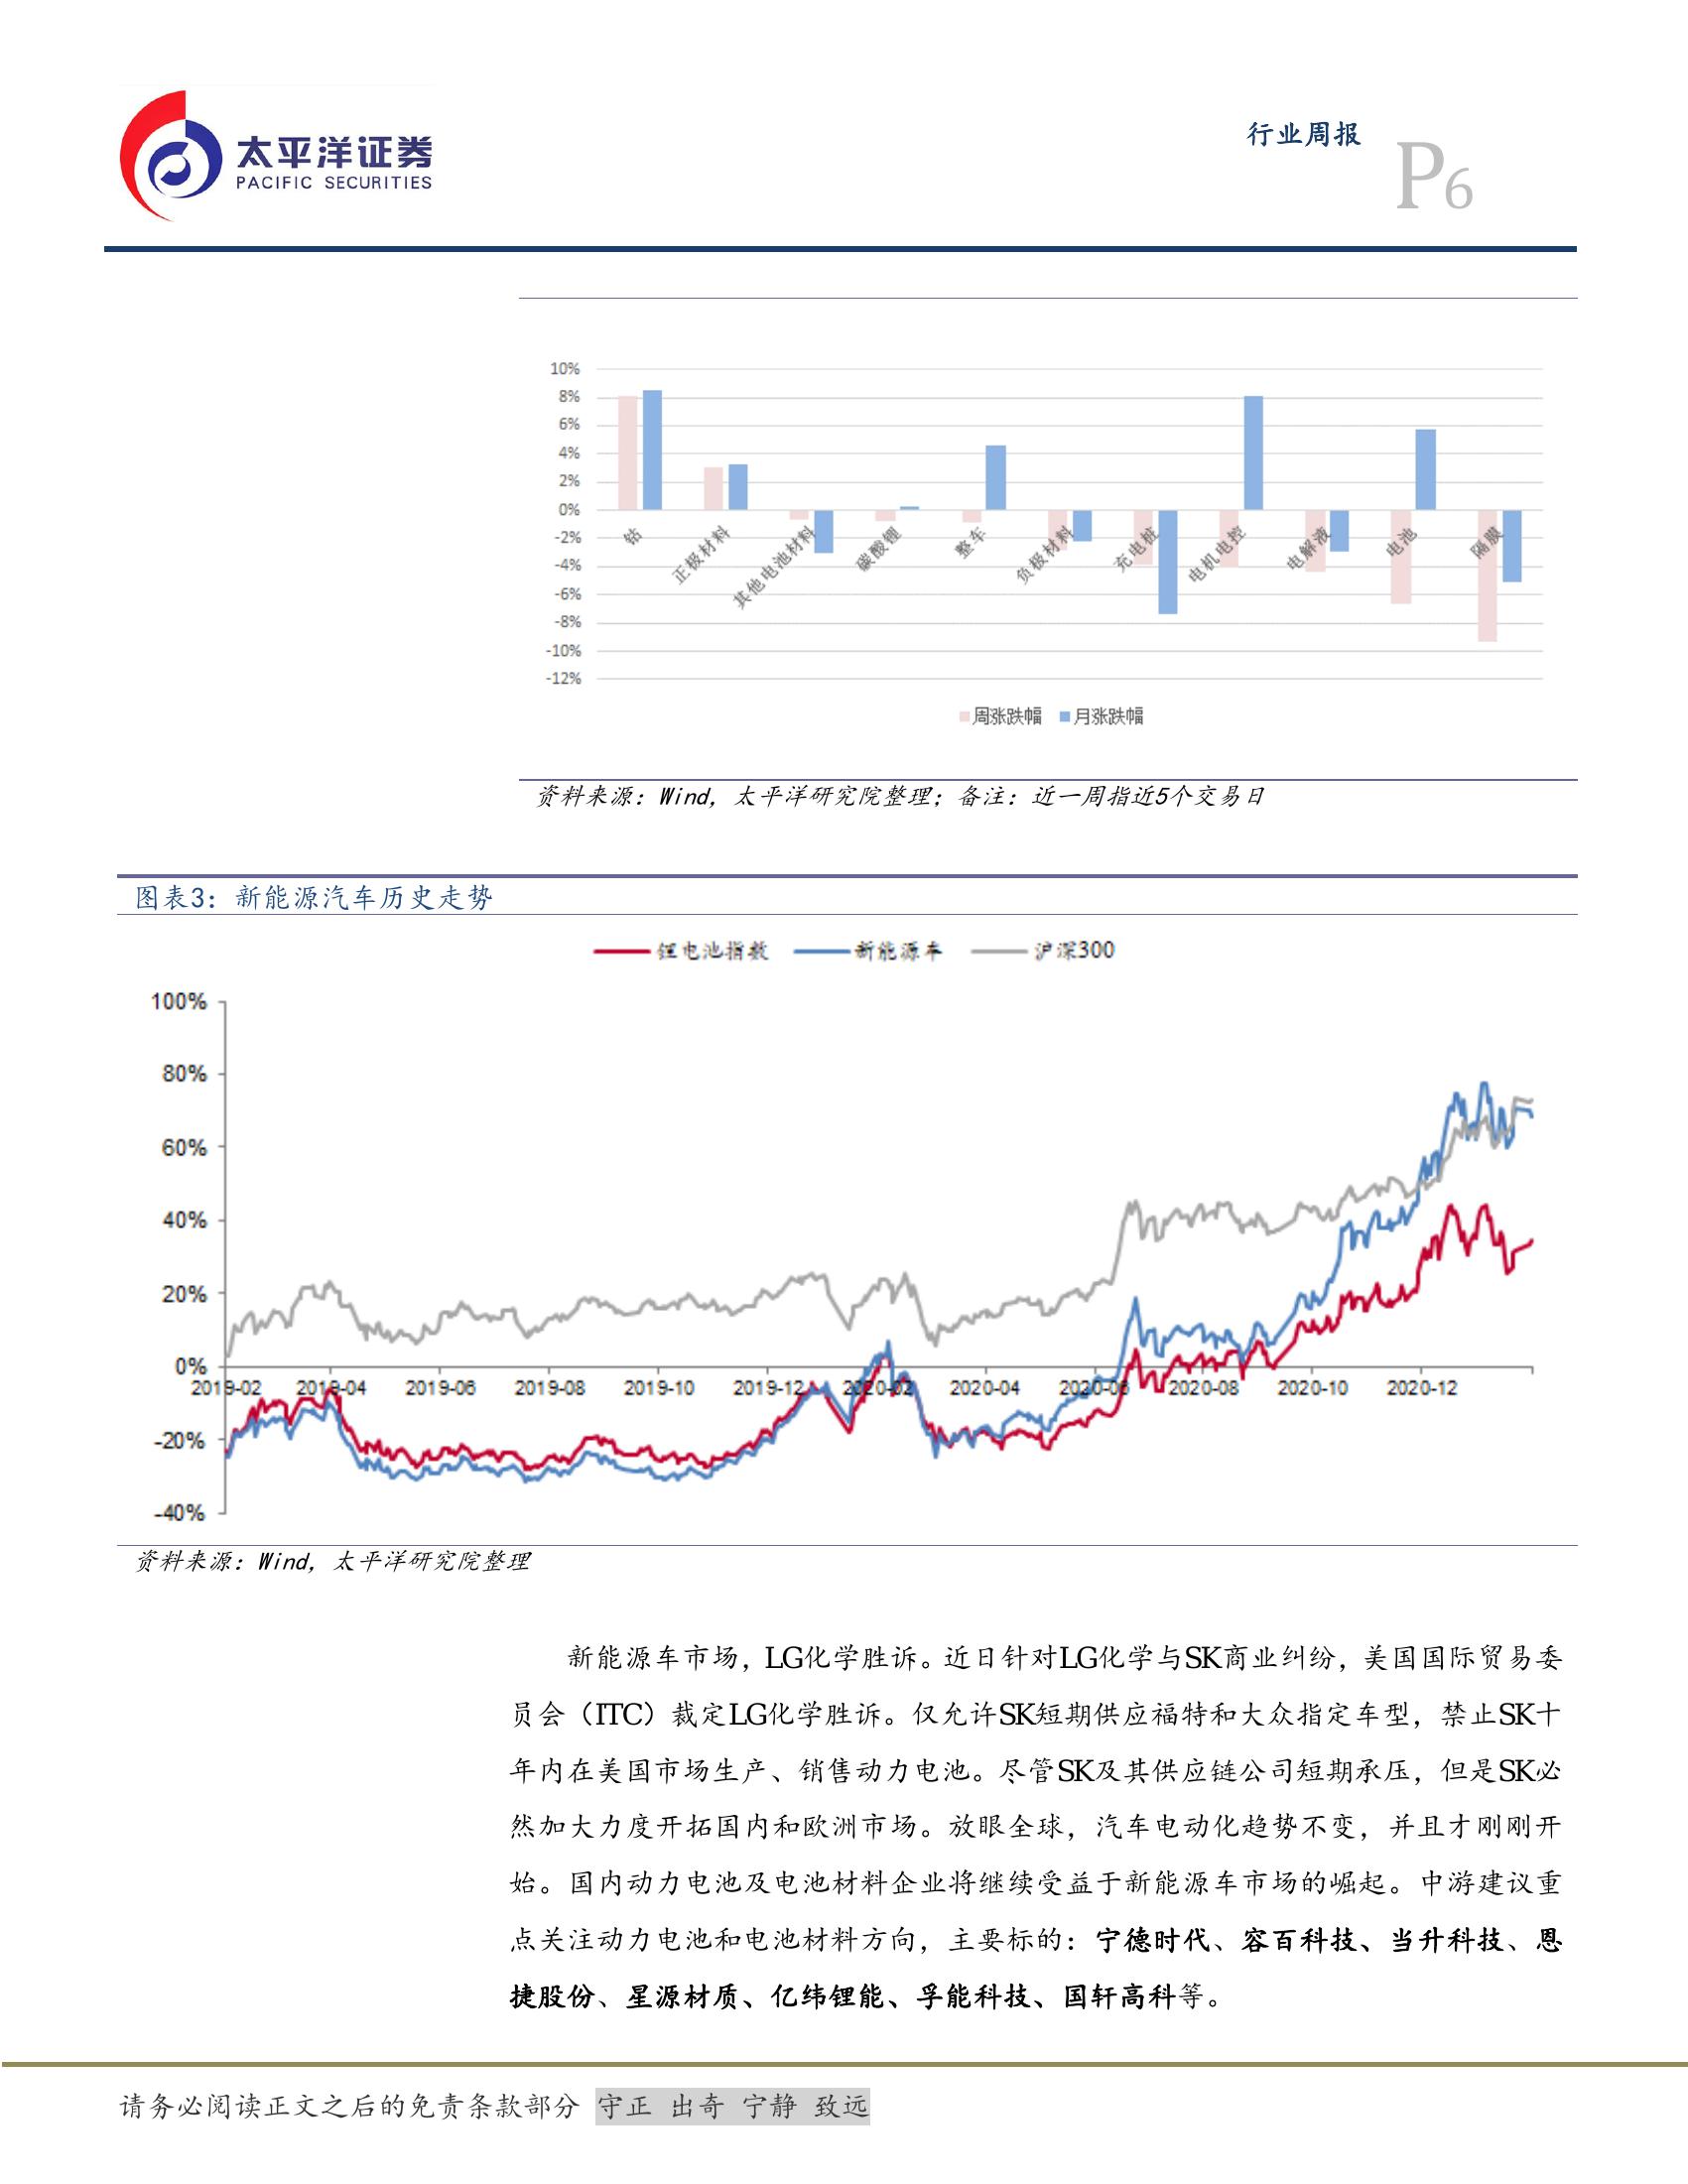 太平洋证券
PACIFIC SECURITIES
行业周报
P6
10%
8%
6%
4%
2%
0%
-2%
-4%
-6%
-8%
-10%
-12%
钴
正极材料
其他电池材料
碳酸锂
整车
负极材料
充电桩
电机电控
电解液
电池
隔膜
周涨跌幅 月涨跌幅
资料来源：Wind，太平洋研究院整理；备注：近一周指近5个交易日
图表3：新能源汽车历史走势
锂电池指数 新能源车 沪深300
100%
80%
60%
40%
20%
0%
-20%
-40%
2019-02 2019-04 2019-06 2019-08 2019-10 2019-12 2020-02 2020-04 2020-06 2020-08 2020-10 2020-12
资料来源：Wind，太平洋研究院整理
新能源车市场，LG化学胜诉。近日针对LG化学与SK商业纠纷，美国国际贸易委
员会（ITC）裁定LG化学胜诉。仅允许SK短期供应福特和大众指定车型，禁止SK十
年内在美国市场生产、销售动力电池。尽管SK及其供应链公司短期承压，但是SK必
然加大力度开拓国内和欧洲市场。放眼全球，汽车电动化趋势不变，并且才刚刚开
始。国内动力电池及电池材料企业将继续受益于新能源车市场的崛起。中游建议重
点关注动力电池和电池材料方向，主要标的：宁德时代、容百科技、当升科技、恩
捷股份、星源材质、亿纬锂能、孚能科技、国轩高科等。
请务必阅读正文之后的免责条款部分 守正 出奇 宁静 致远